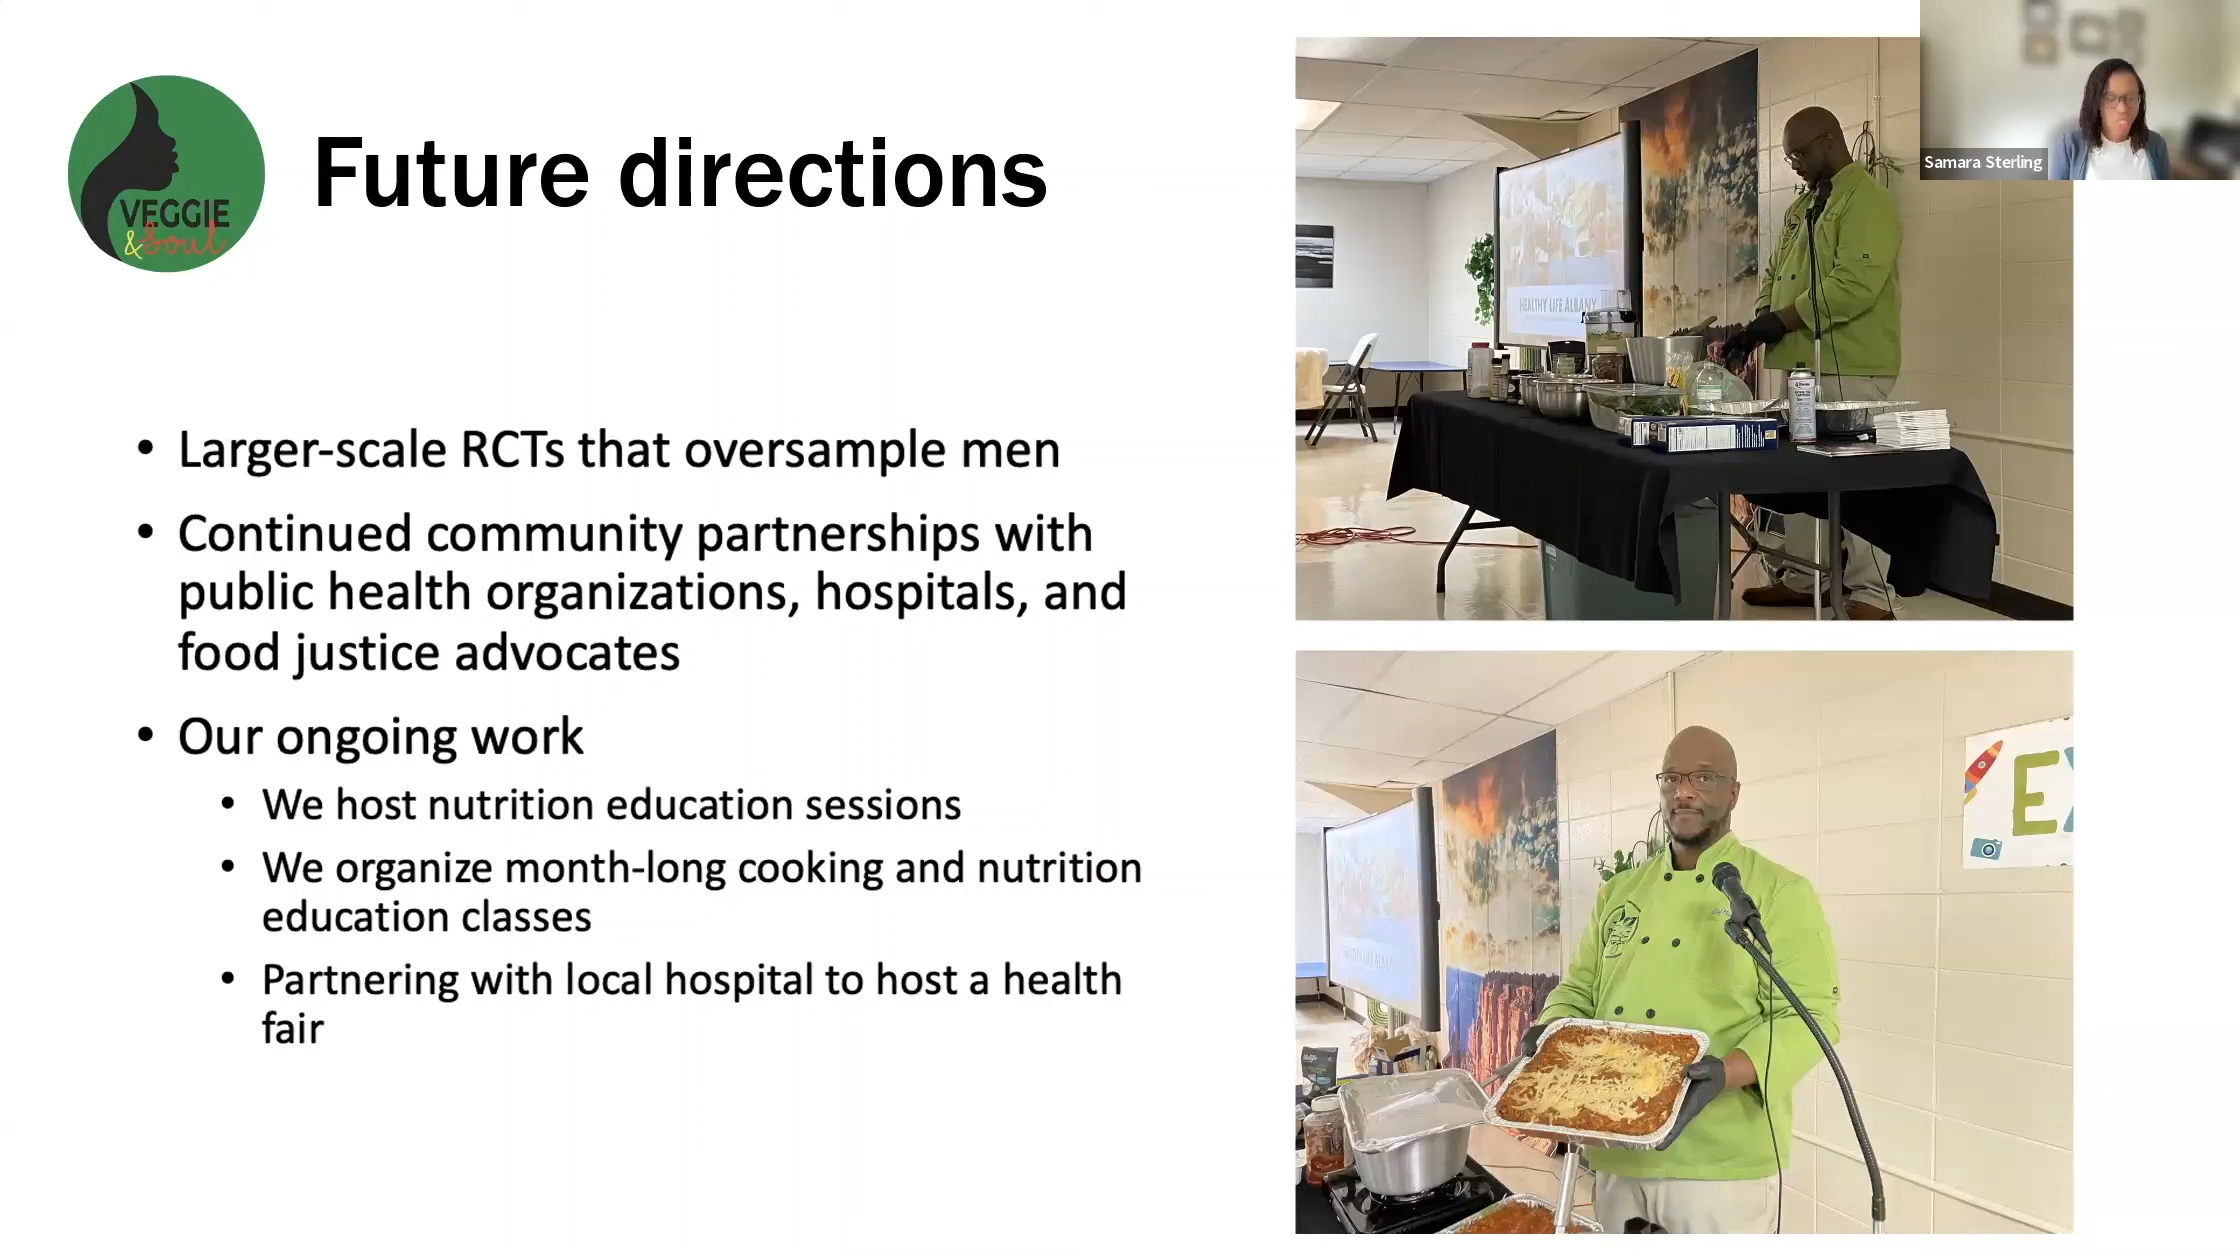 VEGGIE
& Soul
Future directions
• Larger-scale RCTs that oversample men
• Continued community partnerships with
public health organizations, hospitals, and
food justice advocates
• Our ongoing work
• We host nutrition education sessions
• We organize month-long cooking and nutrition
education classes
• Partnering with local hospital to host a health
fair
HEALTHY LIFE ALBANY
Samara Sterling